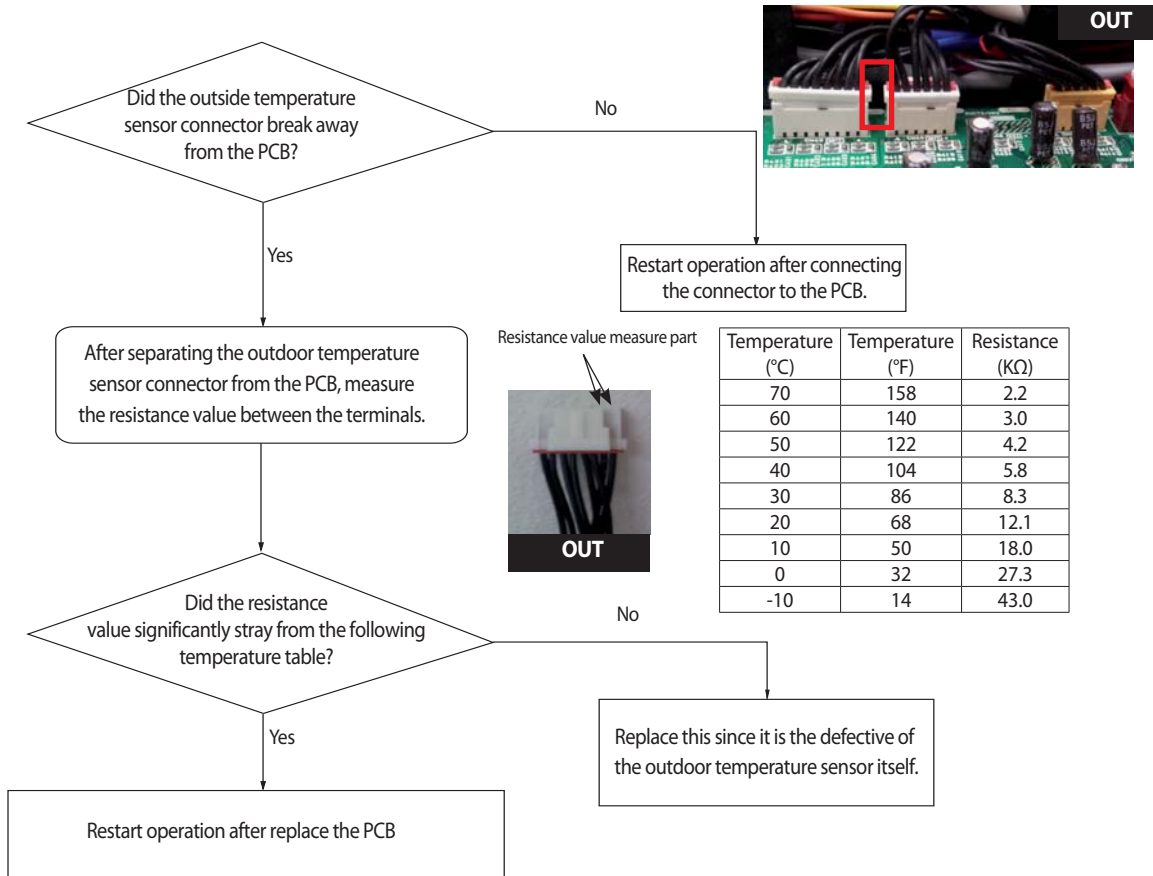 OUT
Did the outside temperature
sensor connector break away
from the PCB?
No
Yes
Restart operation after connecting
the connector to the PCB.
After separating the outdoor temperature
sensor connector from the PCB, measure
the resistance value between the terminals.
Resistance value measure part
OUT
Temperature Temperature Resistance
(°C) (°F) (KΩ)
70 158 2.2
60 140 3.0
50 122 4.2
40 104 5.8
30 86 8.3
20 68 12.1
10 50 18.0
0 32 27.3
-10 14 43.0
Did the resistance
value significantly stray from the following
temperature table?
No
Yes
Replace this since it is the defective of
the outdoor temperature sensor itself.
Restart operation after replace the PCB